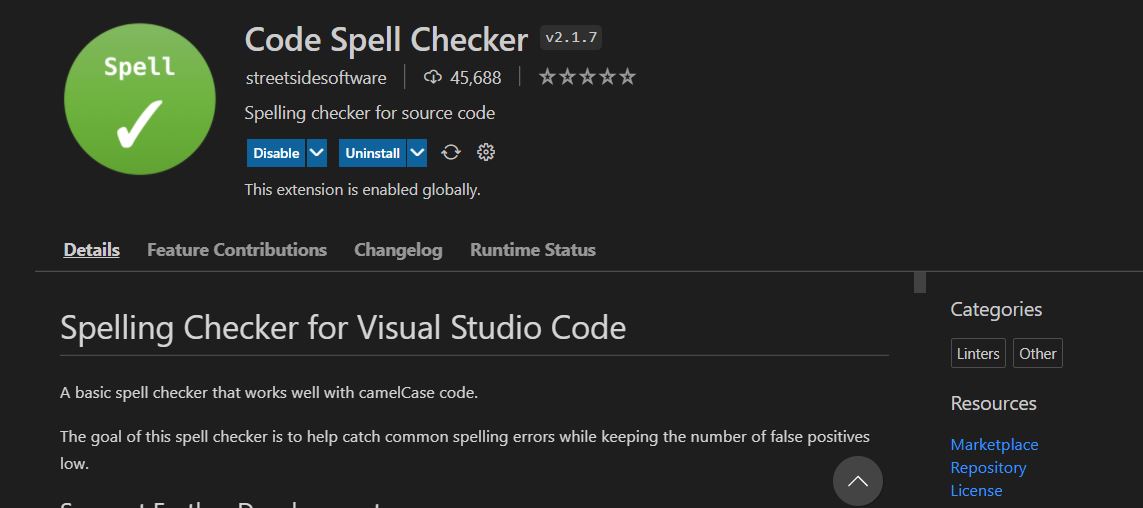 Spell
Code Spell Checker v2.1.7
streetsidesoftware 45,688
Spelling checker for source code
Disable Uninstall
This extension is enabled globally.
Details Feature Contributions Changelog Runtime Status
Spelling Checker for Visual Studio Code
A basic spell checker that works well with camelCase code.
The goal of this spell checker is to help catch common spelling errors while keeping the number of false positives
low.
Support Further Development
Categories
Linters Other
Resources
Marketplace
Repository
License